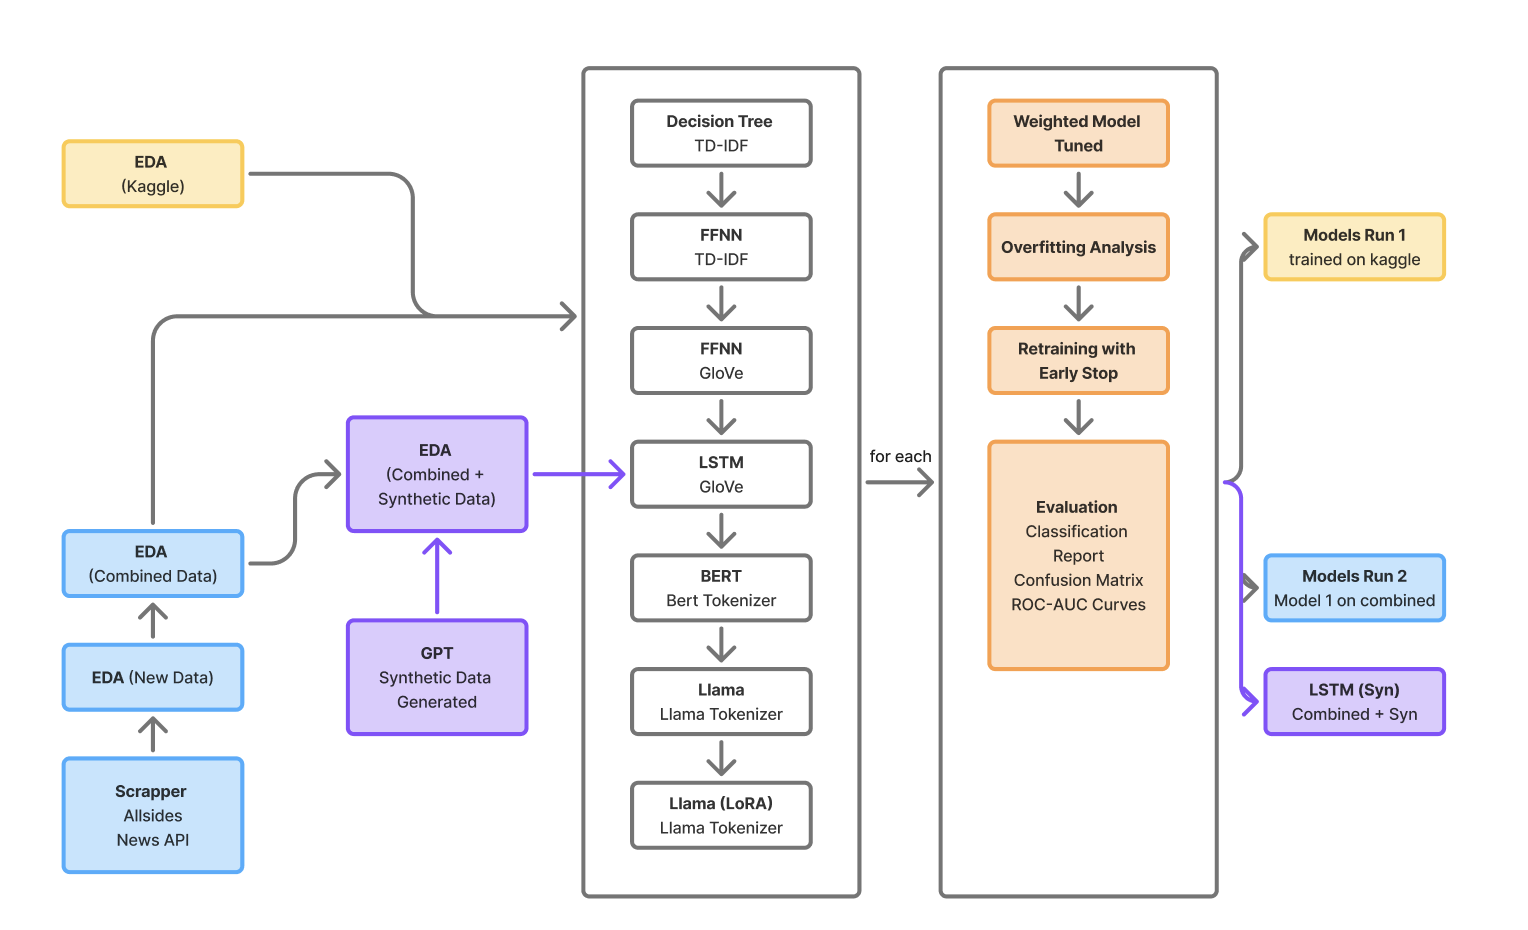 EDA
(Kaggle)
EDA
(Combined Data)
EDA (New Data)
Scrapper
Allsides
News API
EDA
(Combined +
Synthetic Data)
GPT
Synthetic Data
Generated
Decision Tree
TD-IDF
FFNN
TD-IDF
FFNN
GloVe
LSTM
GloVe
BERT
Bert Tokenizer
Llama
Llama Tokenizer
Llama (LoRA)
Llama Tokenizer
for each
Weighted Model
Tuned
Overfitting Analysis
Retraining with
Early Stop
Evaluation
Classification
Report
Confusion Matrix
ROC-AUC Curves
Models Run 1
trained on kaggle
Models Run 2
Model 1 on combined
LSTM (Syn)
Combined + Syn